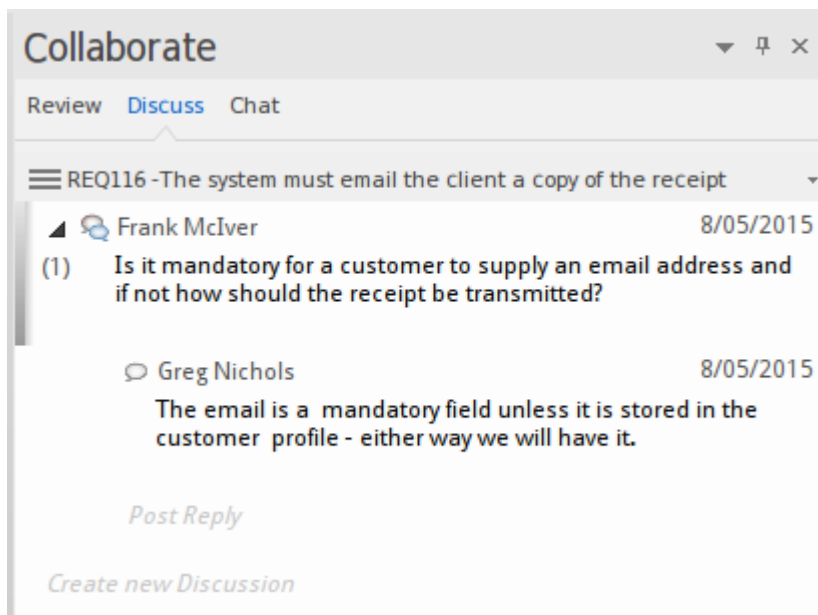 Collaborate
Review Discuss Chat
REQ116 -The system must email the client a copy of the receipt
Frank McIver 8/05/2015
(1) Is it mandatory for a customer to supply an email address and
if not how should the receipt be transmitted?
Greg Nichols 8/05/2015
The email is a mandatory field unless it is stored in the
customer profile - either way we will have it.
Post Reply
Create new Discussion